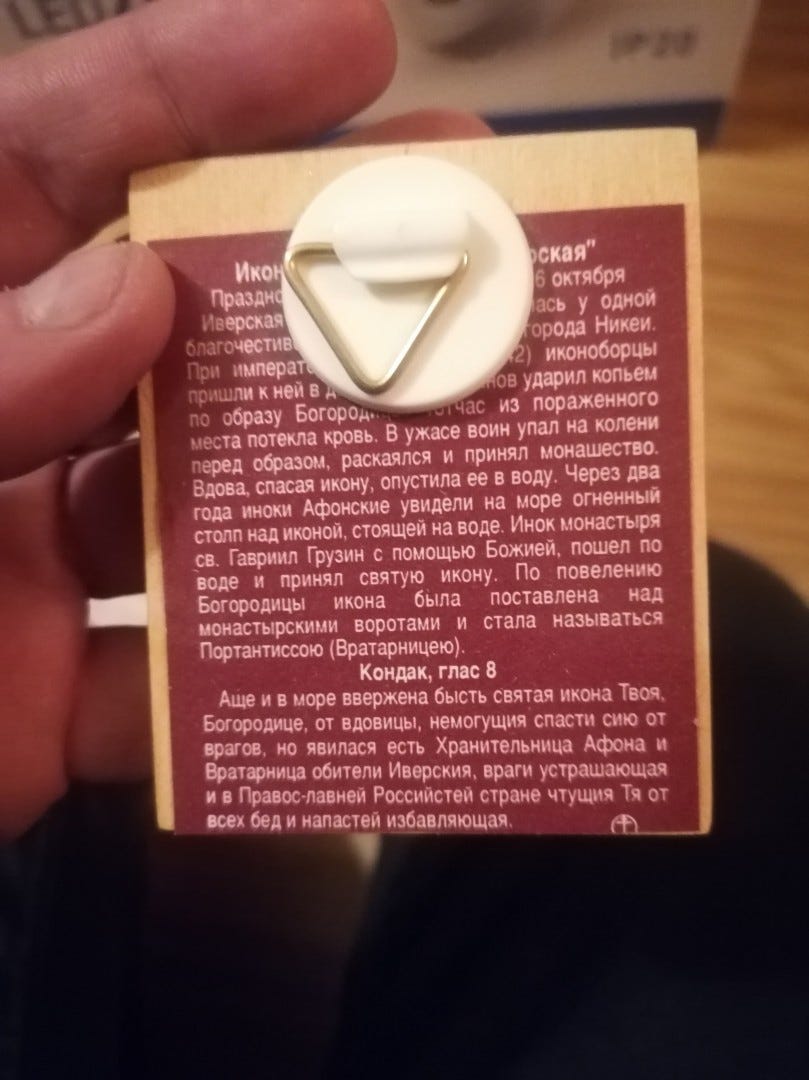 IP20
Икон рская"
Праздно 6 октября
Иверская лась у одной
благочестив города Никеи.
При императо 42) иконоборцы
пришли к ней в д нов ударил копьем
по образу Богородиц тотчас из пораженного
места потекла кровь. В ужасе воин упал на колени
перед образом, раскаялся и принял монашество.
Вдова, спасая икону, опустила ее в воду. Через два
года иноки Афонские увидели на море огненный
столп над иконой, стоящей на воде. Инок монастыря
св. Гавриил Грузин с помощью Божией, пошел по
воде и принял святую икону. По повелению
Богородицы икона была поставлена над
монастырскими воротами и стала называться
Портантиссою (Вратарницею).
Кондак, глас 8
Аще и в море ввержена бысть святая икона Твоя,
Богородице, от вдовицы, немогущия спасти сию от
врагов, но явилася есть Хранительница Афона и
Вратарница обители Иверския, враги устрашающая
и в Право­с-лавней Российстей стране чтущия Тя от
всех бед и напастей избавляющая.